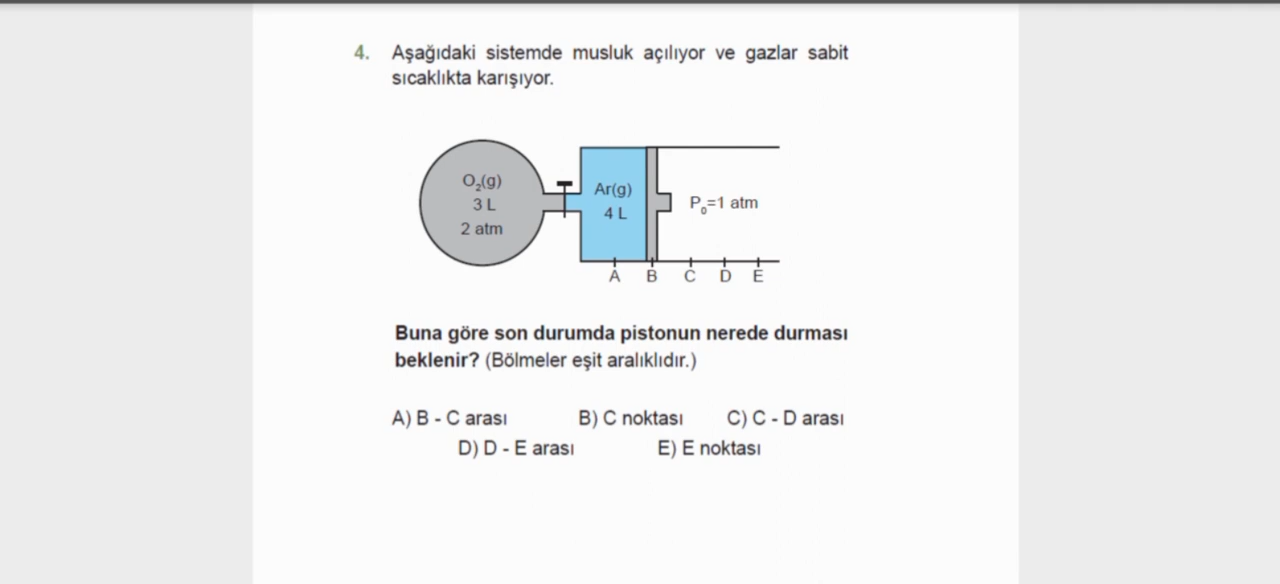 4. Aşağıdaki sistemde musluk açılıyor ve gazlar sabit
sıcaklıkta karışıyor.
O₂(g)
3 L
2 atm
Ar(g)
4 L
P₀=1 atm
A B C D E
Buna göre son durumda pistonun nerede durması
beklenir? (Bölmeler eşit aralıklıdır.)
A) B - C arası B) C noktası C) C - D arası
D) D - E arası E) E noktası